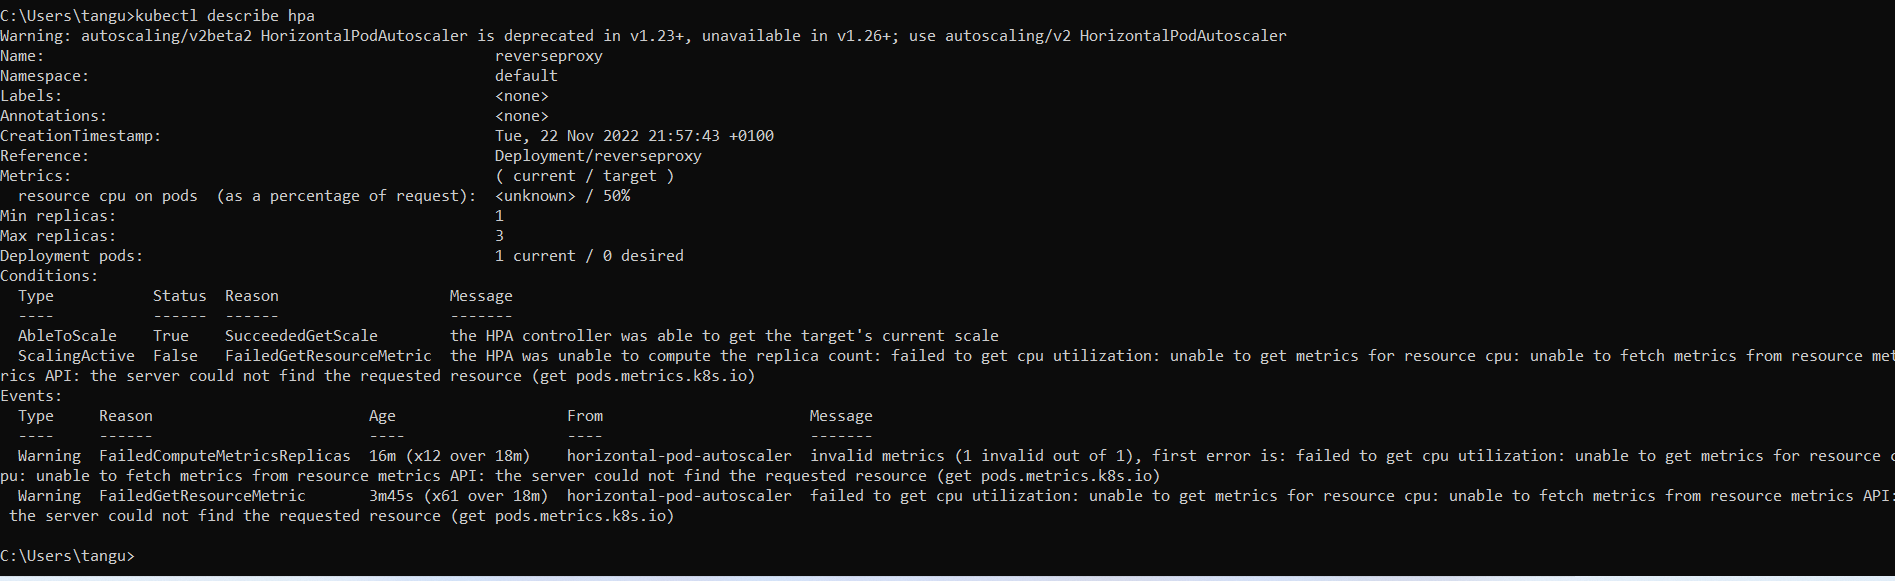 C:\Users\tangu>kubectl describe hpa
Warning: autoscaling/v2beta2 HorizontalPodAutoscaler is deprecated in v1.23+, unavailable in v1.26+; use autoscaling/v2 HorizontalPodAutoscaler
Name:                                                  reverseproxy
Namespace:                                             default
Labels:                                                <none>
Annotations:                                           <none>
CreationTimestamp:                                     Tue, 22 Nov 2022 21:57:43 +0100
Reference:                                             Deployment/reverseproxy
Metrics:                                               ( current / target )
  resource cpu on pods  (as a percentage of request):  <unknown> / 50%
Min replicas:                                          1
Max replicas:                                          3
Deployment pods:                                       1 current / 0 desired
Conditions:
  Type           Status  Reason                   Message
  ----           ------  ------                   -------
  AbleToScale    True    SucceededGetScale        the HPA controller was able to get the target's current scale
  ScalingActive  False   FailedGetResourceMetric  the HPA was unable to compute the replica count: failed to get cpu utilization: unable to get metrics for resource cpu: unable to fetch metrics from resource met
rics API: the server could not find the requested resource (get pods.metrics.k8s.io)
Events:
  Type     Reason                        Age                   From                       Message
  ----     ------                        ----                  ----                       -------
  Warning  FailedComputeMetricsReplicas  16m (x12 over 18m)    horizontal-pod-autoscaler  invalid metrics (1 invalid out of 1), first error is: failed to get cpu utilization: unable to get metrics for resource c
pu: unable to fetch metrics from resource metrics API: the server could not find the requested resource (get pods.metrics.k8s.io)
  Warning  FailedGetResourceMetric       3m45s (x61 over 18m)  horizontal-pod-autoscaler  failed to get cpu utilization: unable to get metrics for resource cpu: unable to fetch metrics from resource metrics API:
 the server could not find the requested resource (get pods.metrics.k8s.io)
C:\Users\tangu>